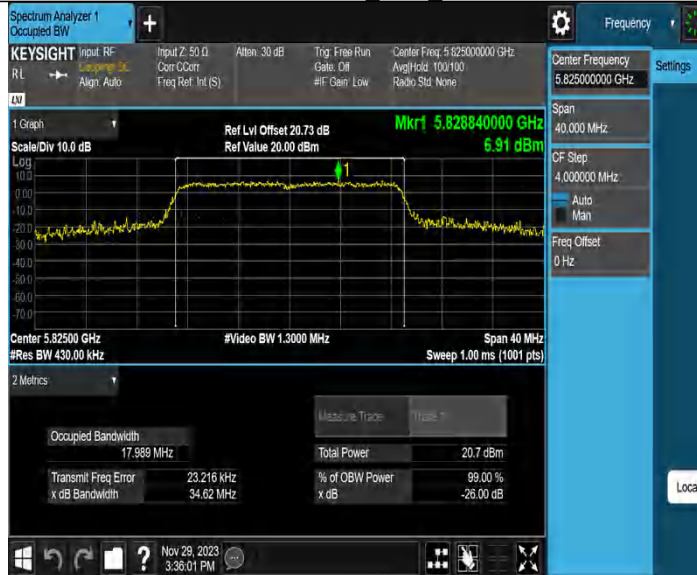 Spectrum Analyzer 1
Occupied BW
Frequency
KEYSIGHT
Input: RF
Input Z: 50 Ω
Atten: 30 dB
Trig: Free Run
Center Freq: 5.825000000 GHz
RL
Coupling: DC
Corr CCorr
Gate: Off
Avg|Hold: 100/100
Align: Auto
Freq Ref: Int (S)
#IF Gain: Low
Radio Std: None
Center Frequency
5.825000000 GHz
Settings
Span
40.000 MHz
CF Step
4.000000 MHz
Auto
Man
Freq Offset
0 Hz
Local
1 Graph
Ref Lvl Offset 20.73 dB
Mkr1 5.828840000 GHz
Scale/Div 10.0 dB
Ref Value 20.00 dBm
6.91 dBm
Log
1
10.0
0.00
-10.0
-20.0
-30.0
-40.0
-50.0
-60.0
-70.0
Center 5.82500 GHz
#Video BW 1.3000 MHz
Span 40 MHz
#Res BW 430.00 kHz
Sweep 1.00 ms (1001 pts)
2 Metrics
Measure Trace
Trace 1
Occupied Bandwidth
17.989 MHz
Total Power
20.7 dBm
Transmit Freq Error
23.216 kHz
% of OBW Power
99.00 %
x dB Bandwidth
34.62 MHz
x dB
-26.00 dB
Nov 29, 2023
3:36:01 PM